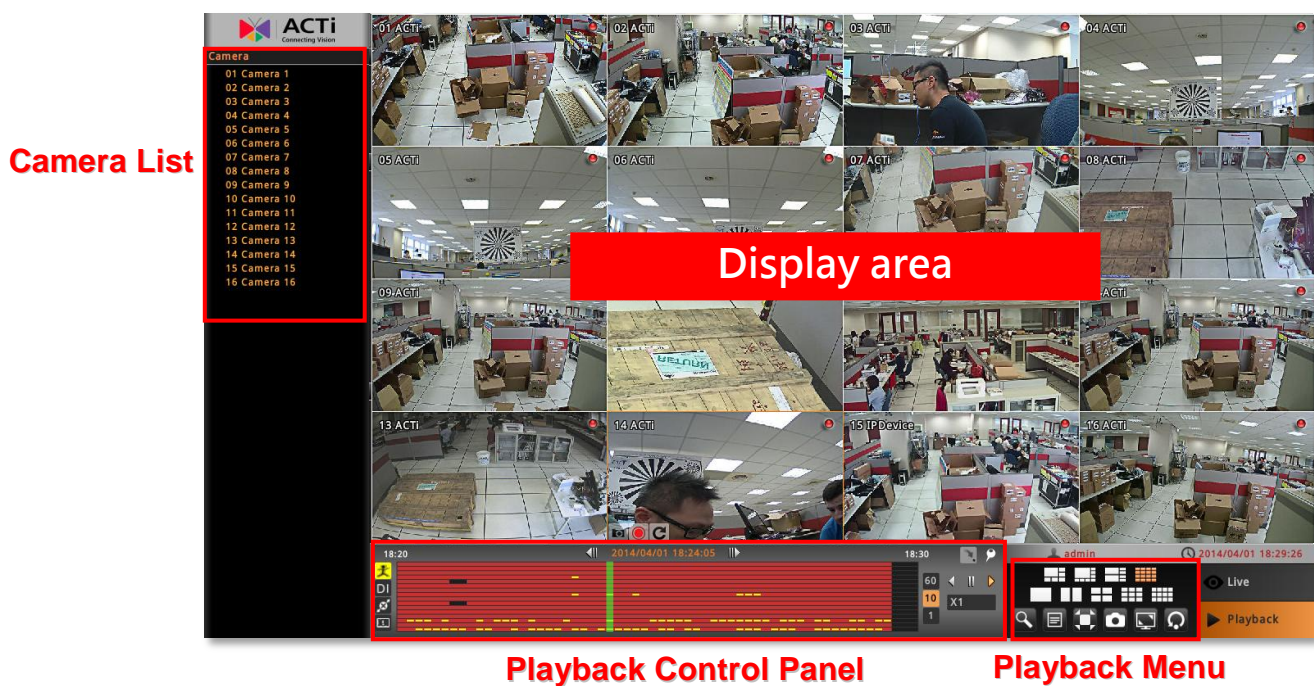 ACTi
Connecting Vision
Camera
01 Camera 1
02 Camera 2
03 Camera 3
04 Camera 4
05 Camera 5
06 Camera 6
07 Camera 7
08 Camera 8
09 Camera 9
10 Camera 10
11 Camera 11
12 Camera 12
13 Camera 13
14 Camera 14
15 Camera 15
16 Camera 16
Camera List
01 ACTi
02 ACTi
03 ACTi
04 ACTi
05 ACTi
06 ACTi
07 ACTi
08 ACTi
Display area
09 ACTi
ACTi
RETURN
13 ACTi
14 ACTi
15 IPDevice
16 ACTi
18:20
2014/04/01 18:24:05
18:30
DI
60
10
1
X1
admin
2014/04/01 18:29:26
Live
Playback
Playback Control Panel
Playback Menu